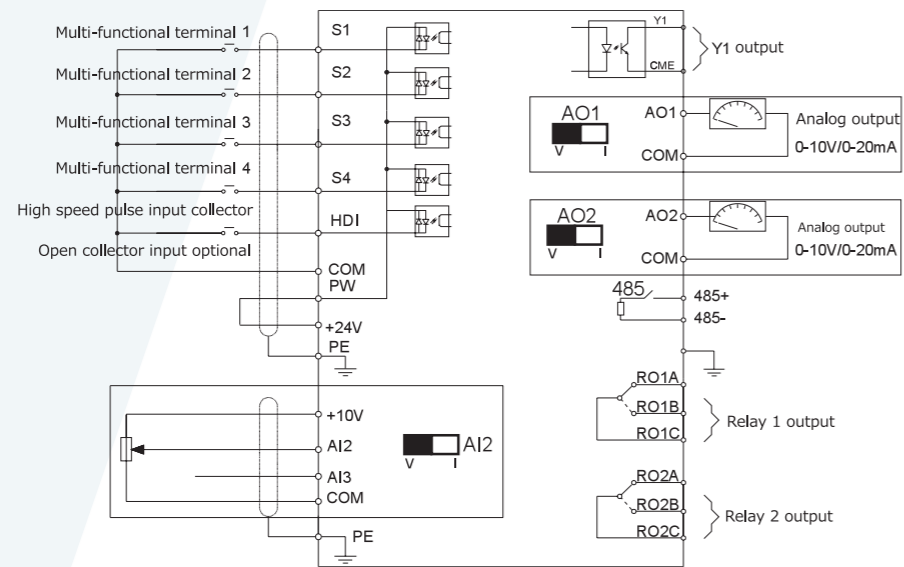 Multi-functional terminal 1
S1
Multi-functional terminal 2
S2
Multi-functional terminal 3
S3
Multi-functional terminal 4
S4
High speed pulse input collector
HDI
Open collector input optional
COM
PW
+24V
PE
+10V
AI2
AI3
COM
PE
AI2
V I
Y1
CME
Y1 output
AO1
V I
AO1
COM
Analog output
0-10V/0-20mA
AO2
V I
AO2
COM
Analog output
0-10V/0-20mA
485
485+
485-
RO1A
RO1B
RO1C
Relay 1 output
RO2A
RO2B
RO2C
Relay 2 output